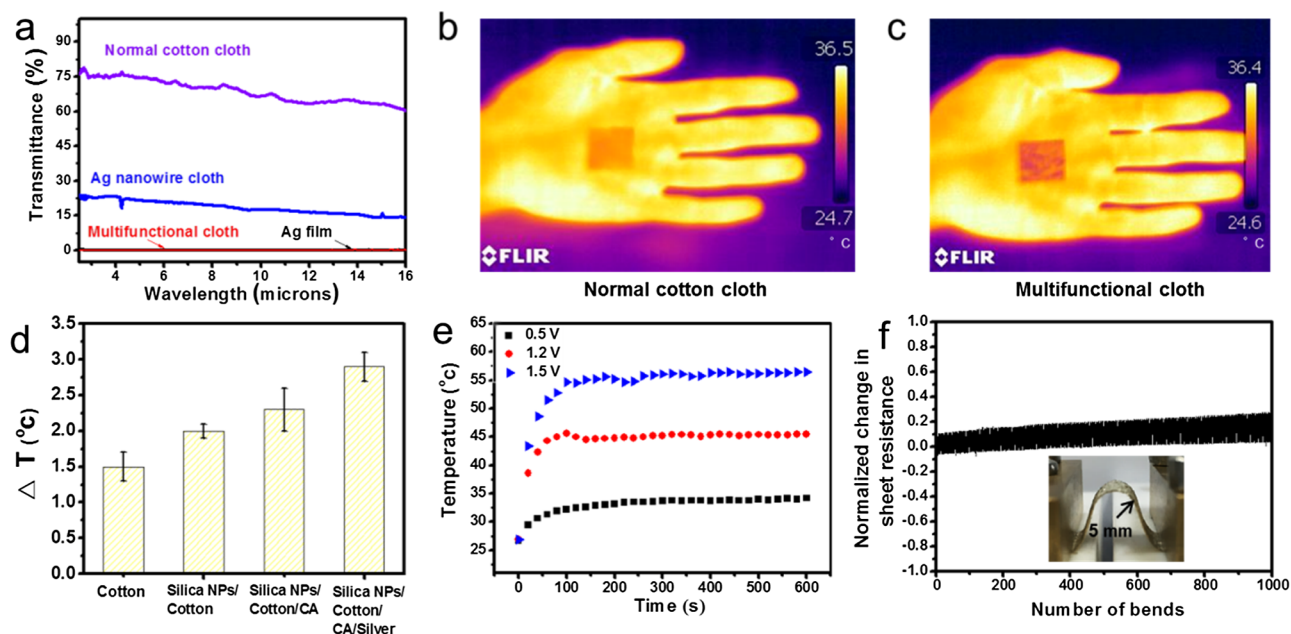 a
Transmittance (%)
90
75
60
45
30
15
0
Normal cotton cloth
Ag nanowire cloth
Multifunctional cloth
Ag film
4
6
8
10
12
14
16
Wavelength (microns)
b
36.5
24.7
° c
FLIR
Normal cotton cloth
c
36.4
24.6
° c
FLIR
Multifunctional cloth
d
△ T (°c)
3.5
3.0
2.5
2.0
1.5
1.0
0.5
0.0
Cotton
Silica NPs/
Cotton
Silica NPs/
Cotton/CA
Silica NPs/
Cotton/
CA/Silver
e
Temperature (°c)
65
60
55
50
45
40
35
30
25
0.5 V
1.2 V
1.5 V
0
100
200
300
400
500
600
700
Time (s)
f
Normalized change in
sheet resistance
1.0
0.8
0.6
0.4
0.2
0.0
-0.2
-0.4
-0.6
-0.8
-1.0
5 mm
0
200
400
600
800
1000
Number of bends